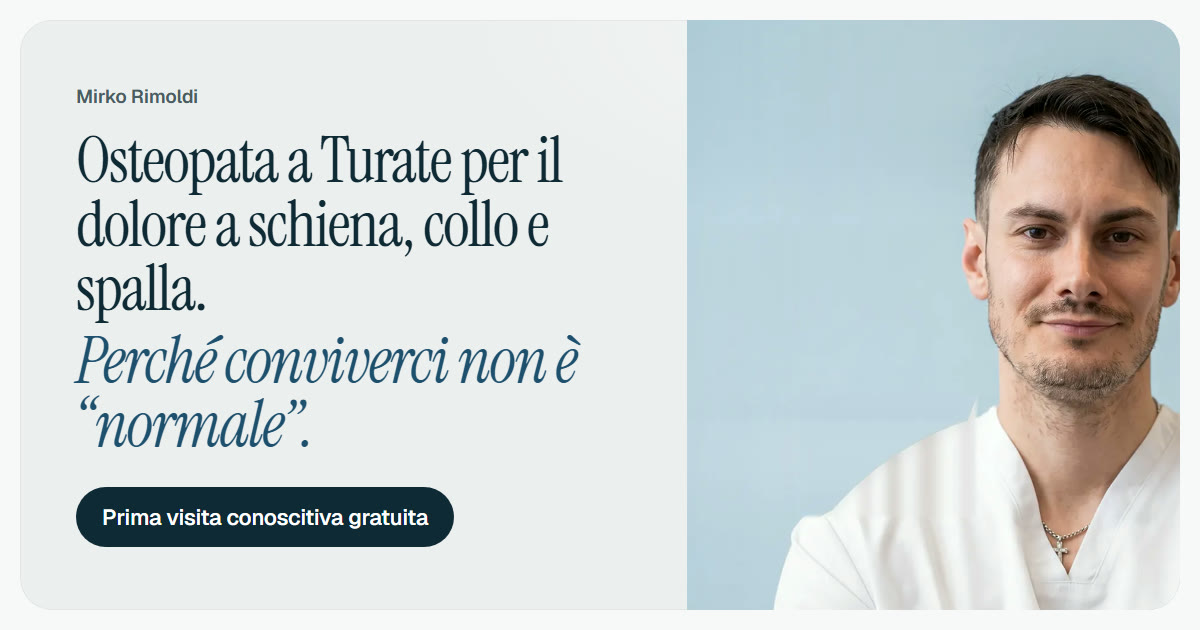 Mirko Rimoldi
Osteopata a Turate per il
dolore a schiena, collo e
spalla.
Perché conviverci non è
“normale”.
Prima visita conoscitiva gratuita